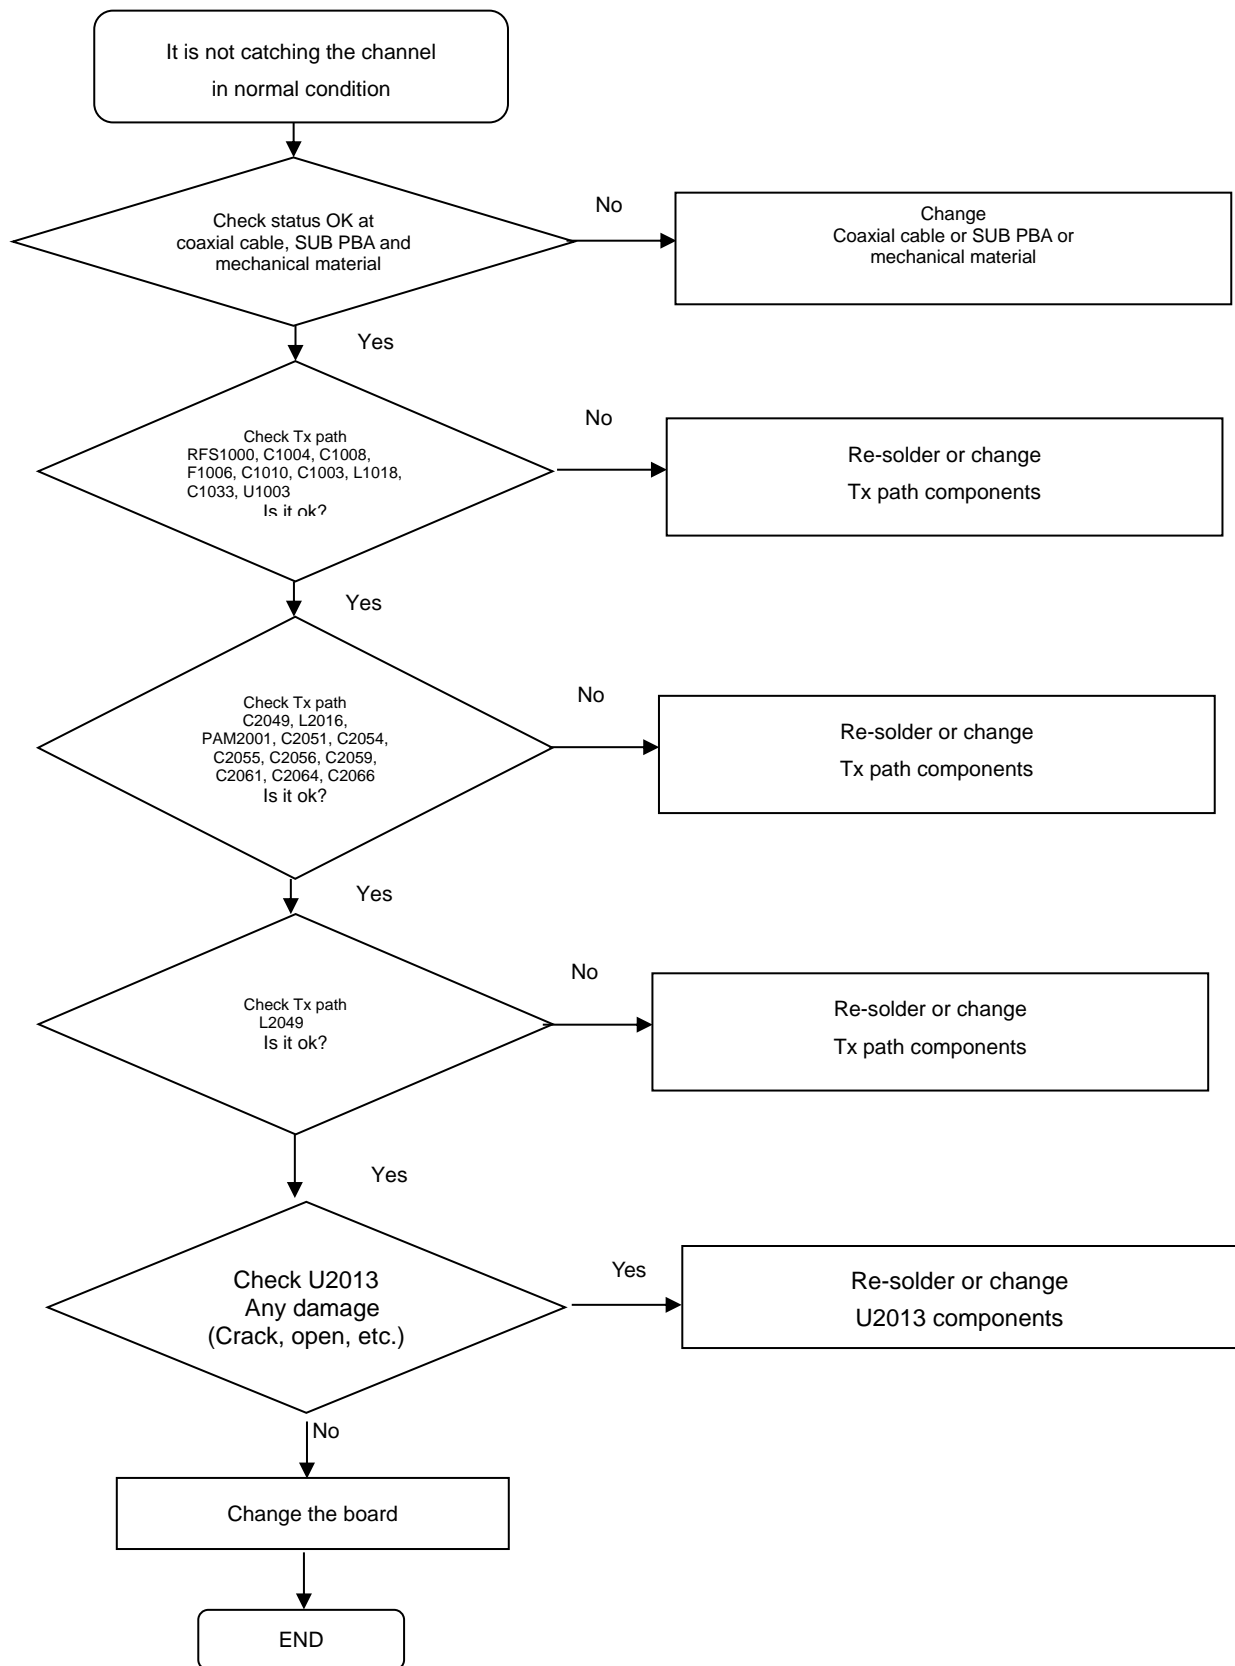 It is not catching the channel
in normal condition
Check status OK at
coaxial cable, SUB PBA and
mechanical material
No
Change
Coaxial cable or SUB PBA or
mechanical material
Yes
Check Tx path
RFS1000, C1004, C1008,
F1006, C1010, C1003, L1018,
C1033, U1003
Is it ok?
No
Re-solder or change
Tx path components
Yes
Check Tx path
C2049, L2016,
PAM2001, C2051, C2054,
C2055, C2056, C2059,
C2061, C2064, C2066
Is it ok?
No
Re-solder or change
Tx path components
Yes
Check Tx path
L2049
Is it ok?
No
Re-solder or change
Tx path components
Yes
Check U2013
Any damage
(Crack, open, etc.)
Yes
Re-solder or change
U2013 components
No
Change the board
END